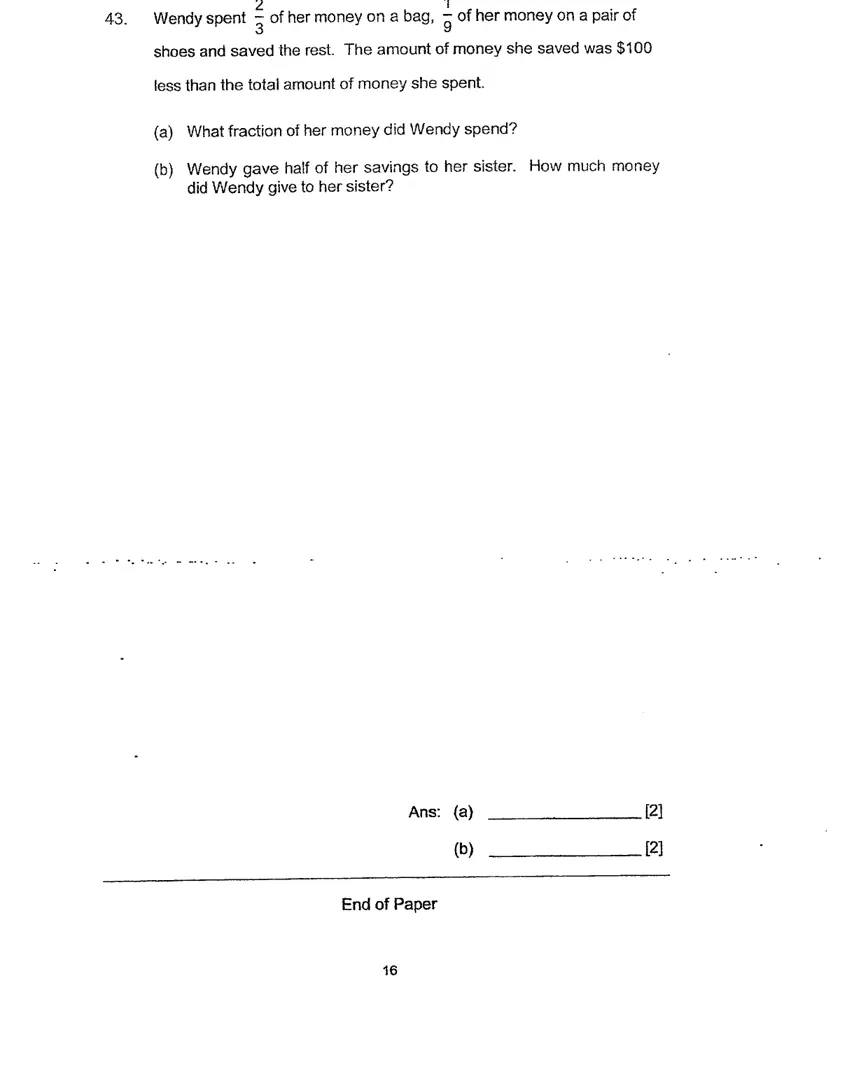 43. Wendy spent 2/3 of her money on a bag, 1/9 of her money on a pair of
shoes and saved the rest. The amount of money she saved was $100
less than the total amount of money she spent.
(a) What fraction of her money did Wendy spend?
(b) Wendy gave half of her savings to her sister. How much money
did Wendy give to her sister?
Ans: (a) ____________ [2]
(b) ____________ [2]
End of Paper
16